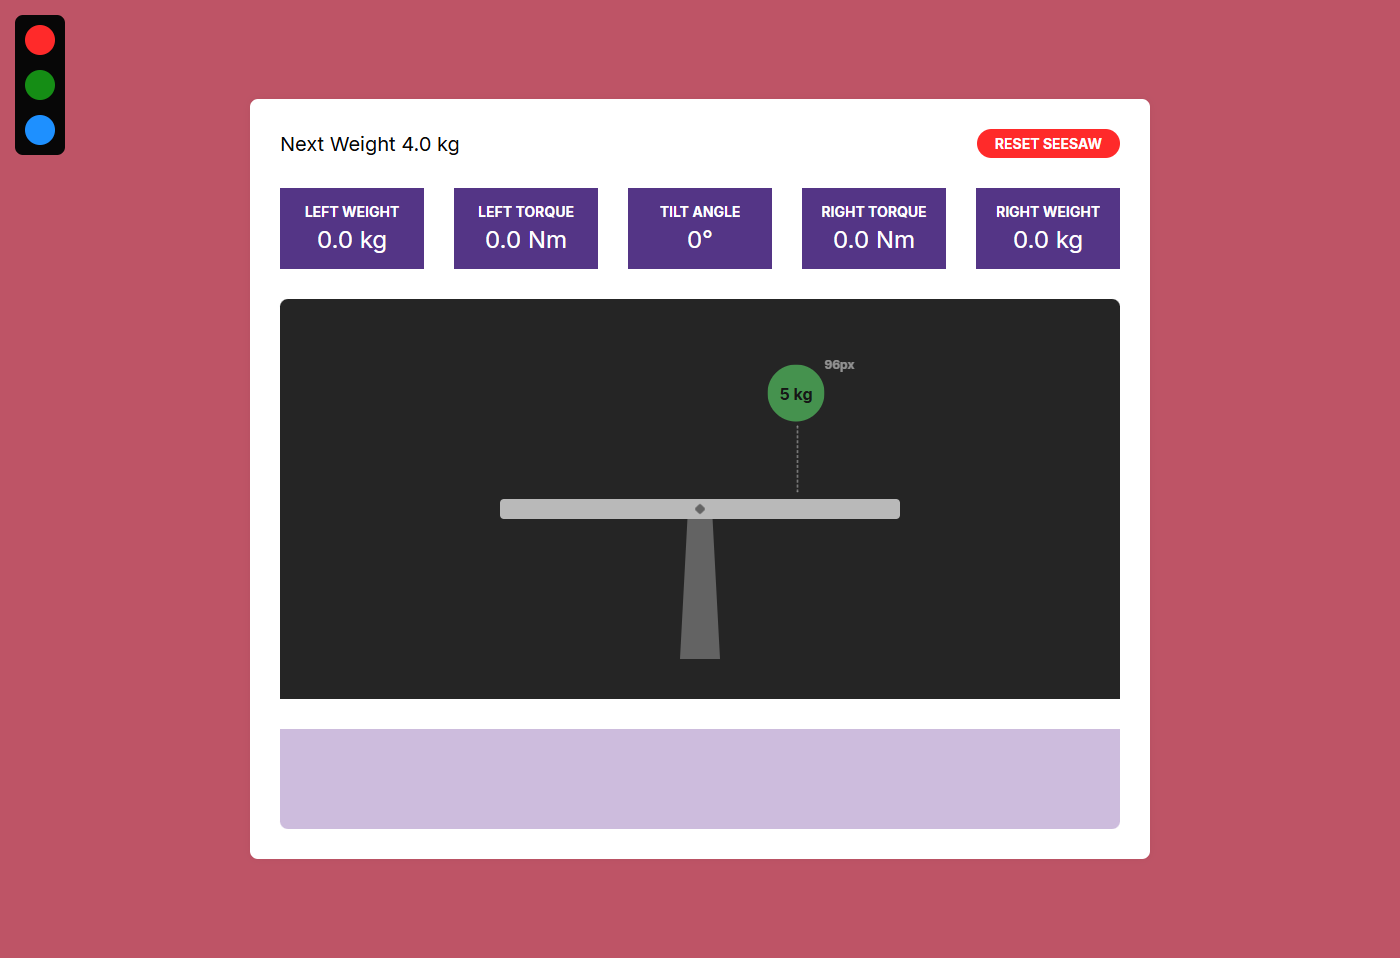 Next Weight 4.0 kg
RESET SEESAW
LEFT WEIGHT
0.0 kg
LEFT TORQUE
0.0 Nm
TILT ANGLE
0°
RIGHT TORQUE
0.0 Nm
RIGHT WEIGHT
0.0 kg
96px
5 kg